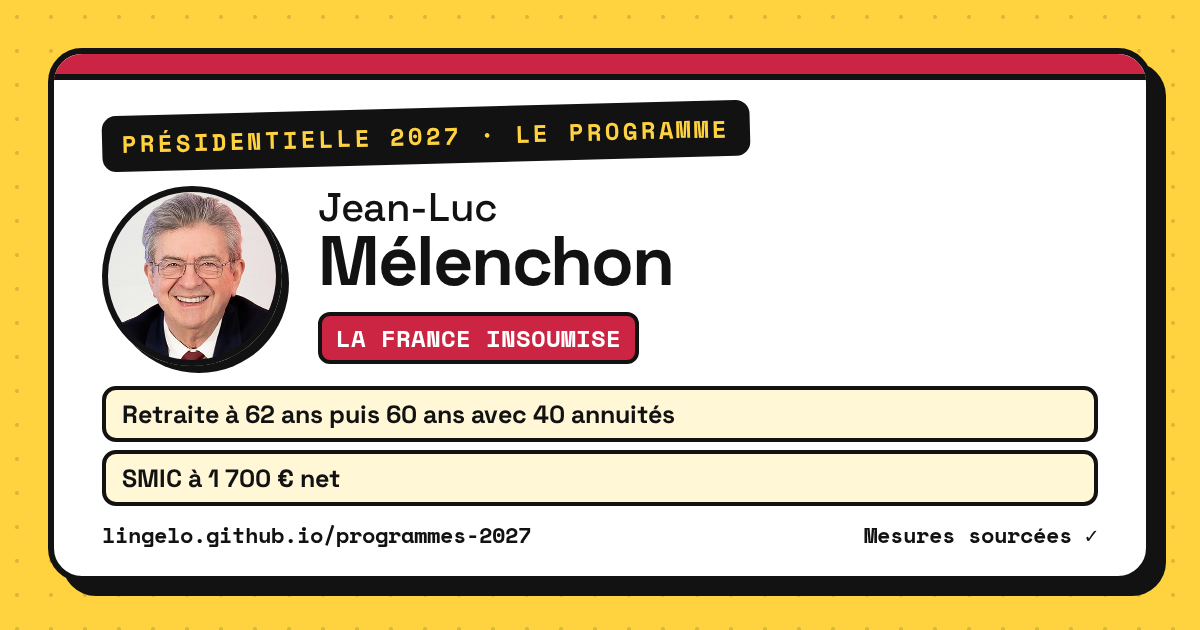 PRÉSIDENTIELLE 2027 · LE PROGRAMME
Jean-Luc
Mélenchon
LA FRANCE INSOUMISE
Retraite à 62 ans puis 60 ans avec 40 annuités
SMIC à 1 700 € net
lingelo.github.io/programmes-2027
Mesures sourcées ✓